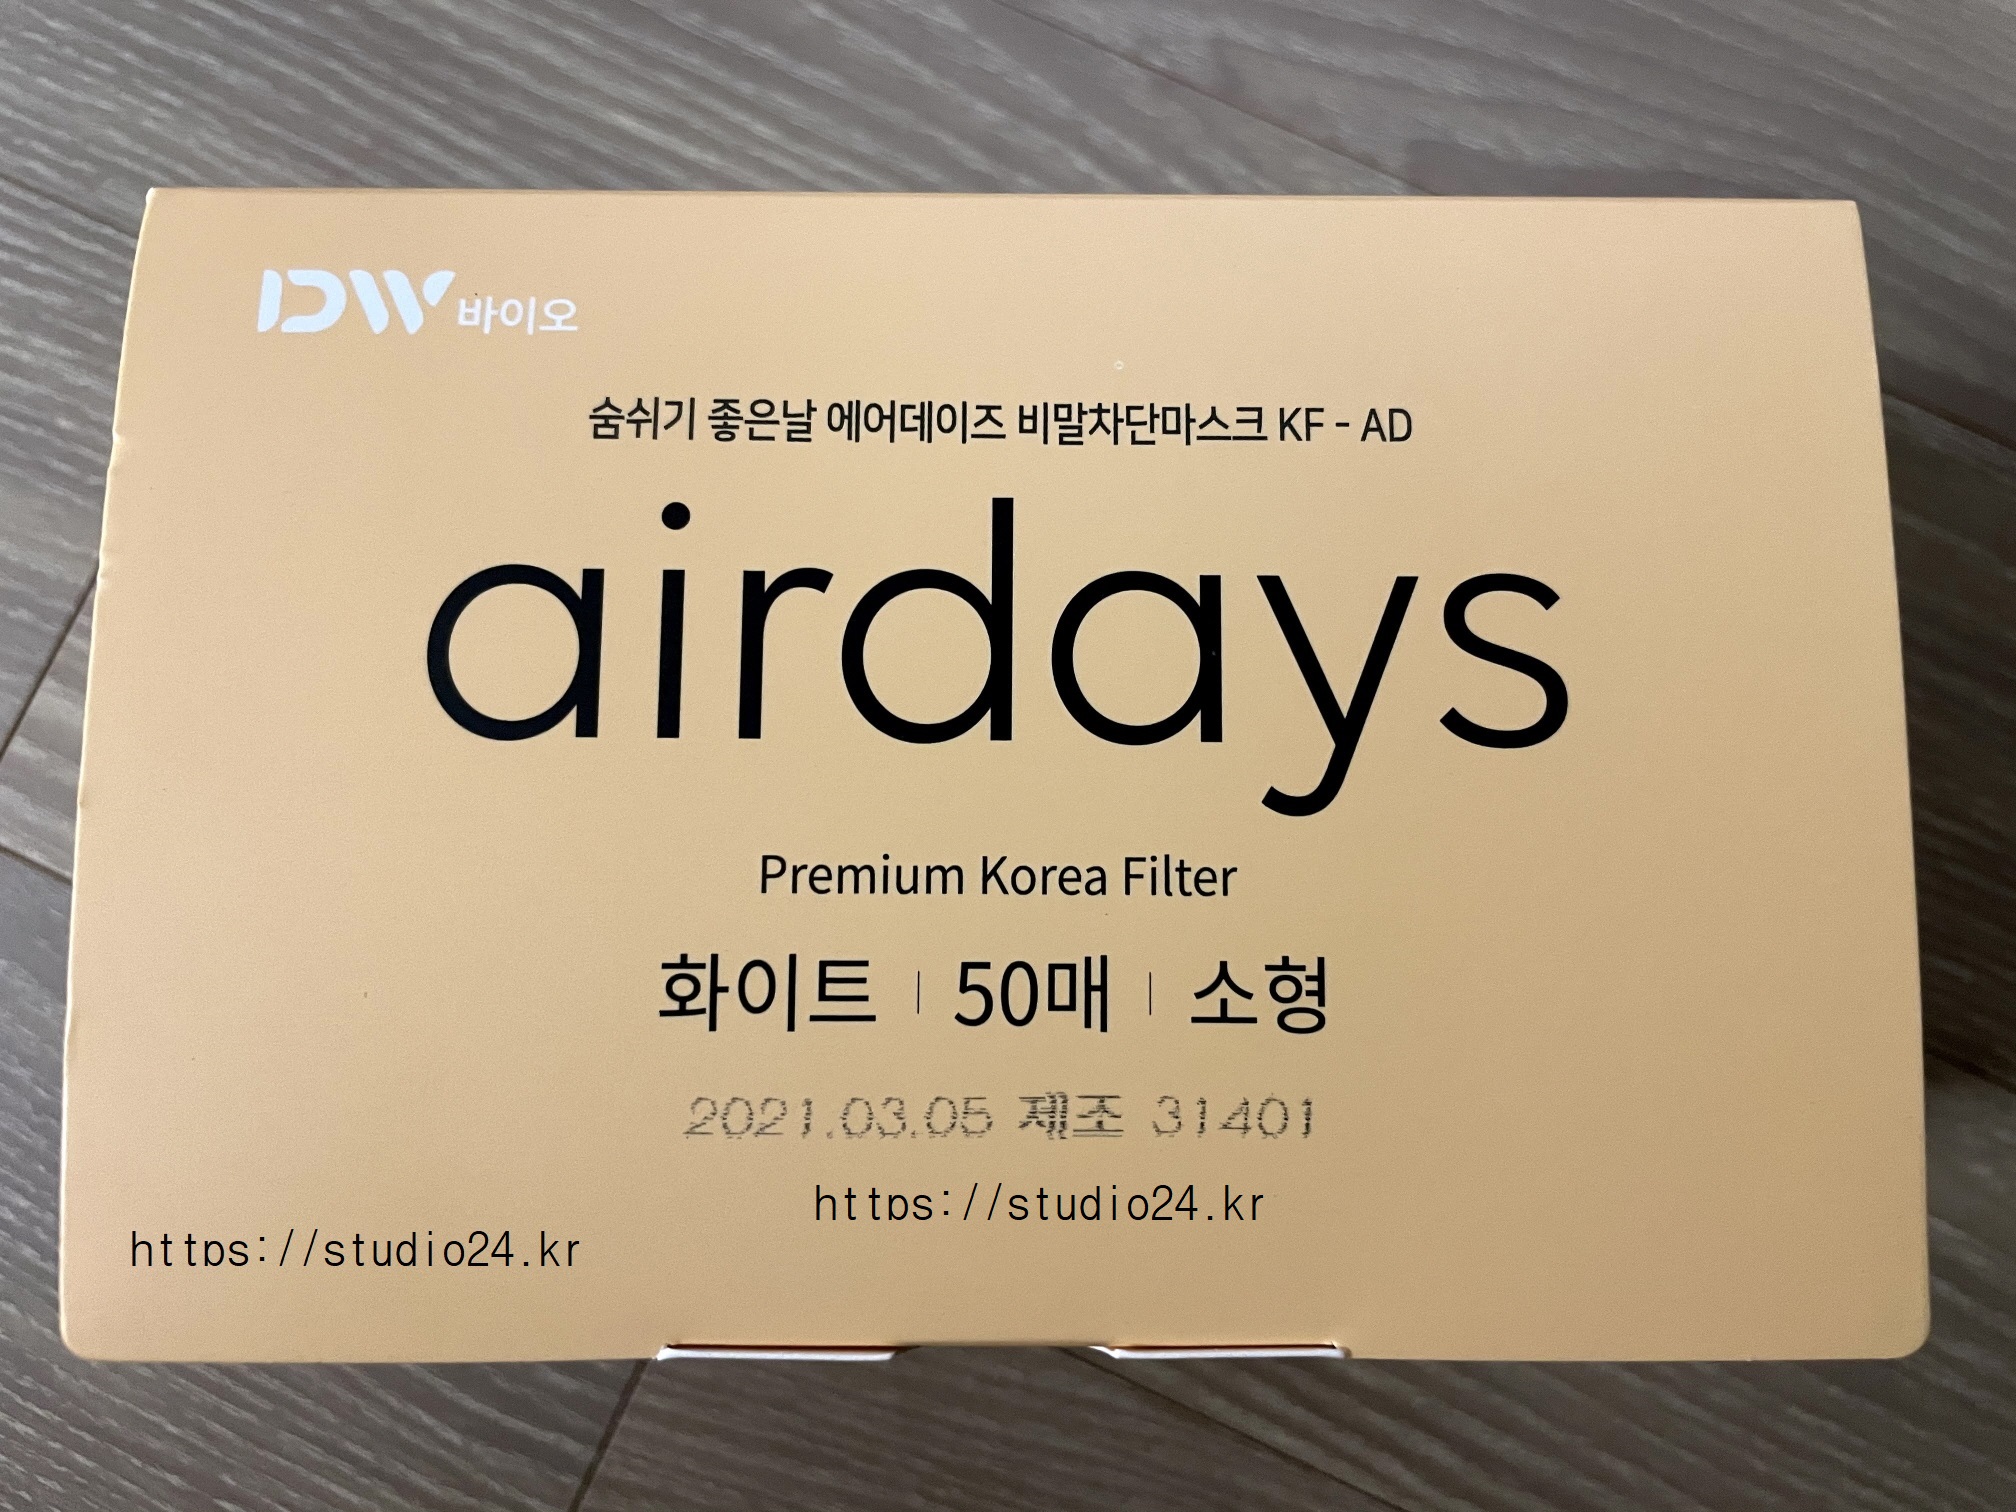 DW바이오
숨쉬기 좋은날 에어데이즈 비말차단마스크 KF - AD
airdays
Premium Korea Filter
화이트 | 50매 | 소형
2021.03.05 제조 31401
https://studio24.kr
https://studio24.kr